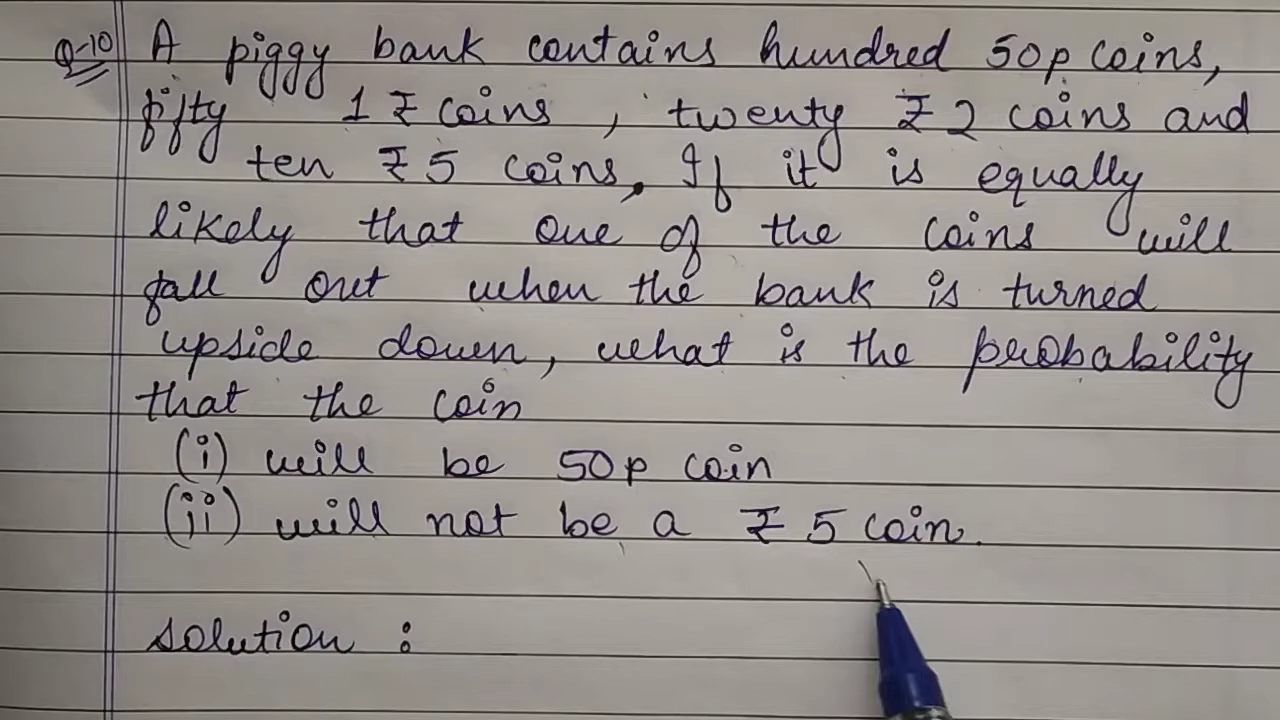 Q-10 A piggy bank contains hundred 50p coins,
fifty 1 ₹ coins, twenty ₹ 2 coins and
ten ₹ 5 coins. If it is equally
likely that one of the coins will
fall out when the bank is turned
upside down, what is the probability
that the coin
(i) will be 50p coin
(ii) will not be a ₹ 5 coin.
Solution :